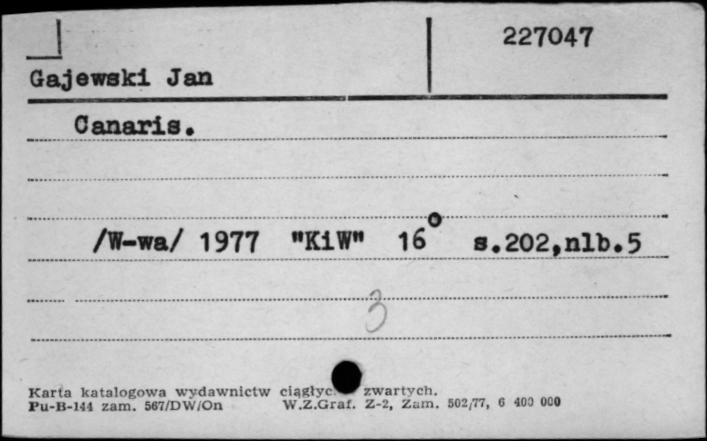 227047
Gajewski Jan
Canaris.
/W-wa/ 1977 "KiW" 16° s.202,nlb.5
3
Karta katalogowa wydawnictw zwartych.
Pu-B-144 zam. 567/DW/On W.Z.Graf. Z-2, Zam. 502/77, 6 400 000